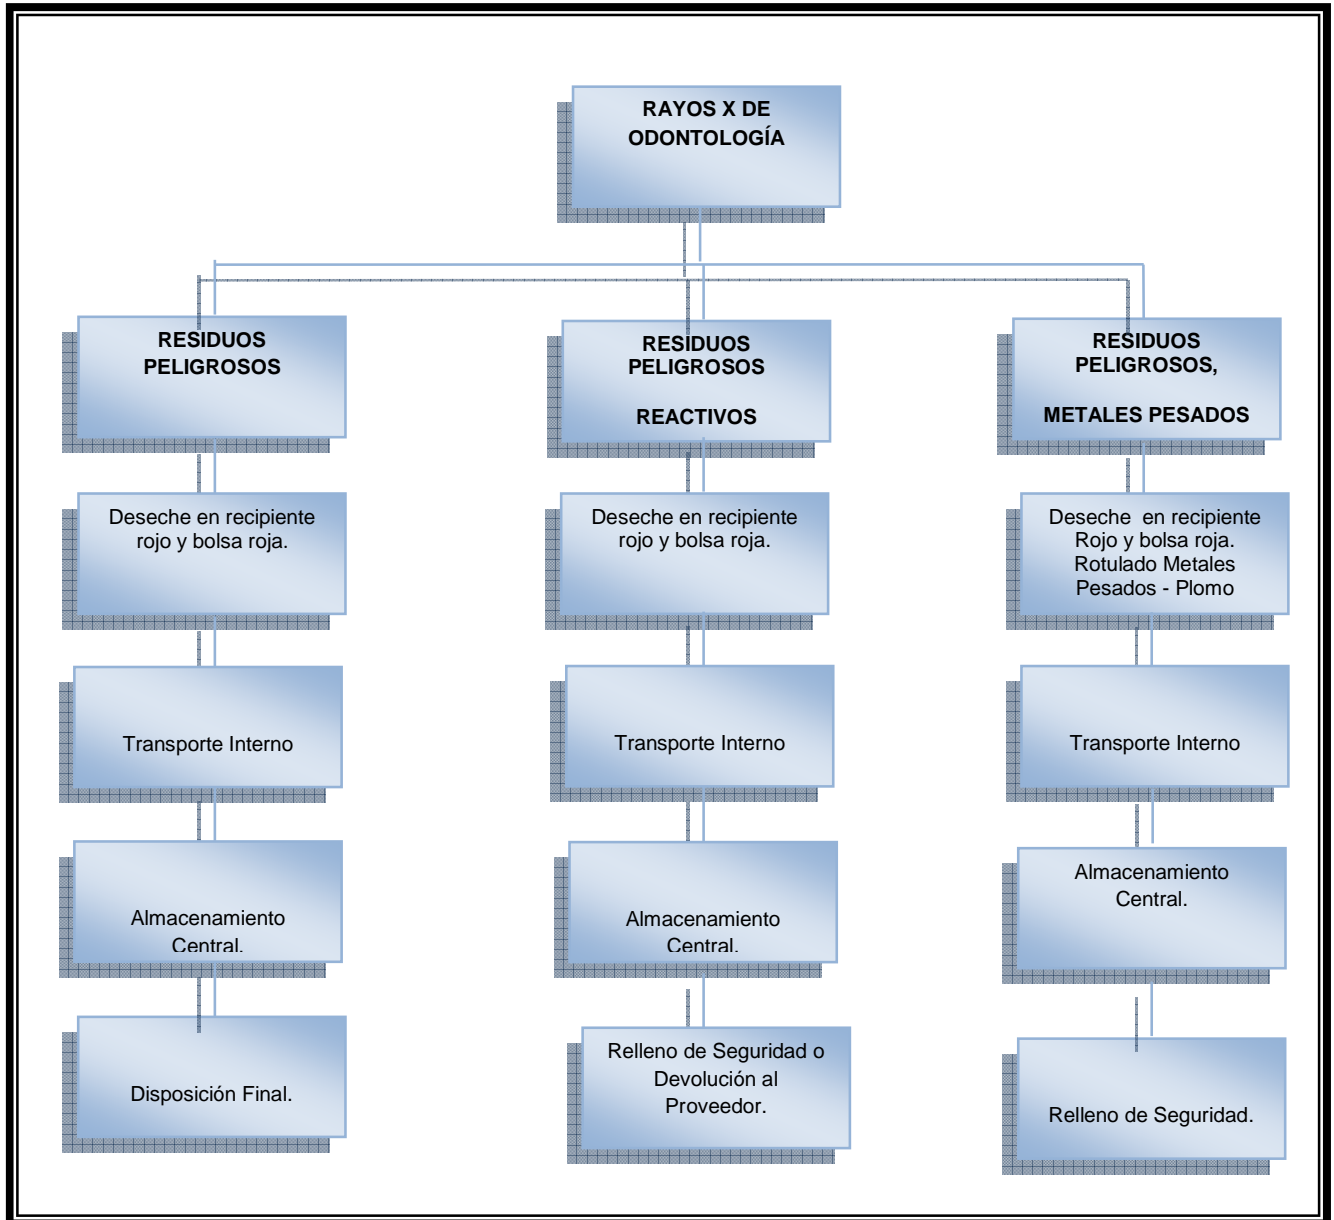 RAYOS X DE
ODONTOLOGÍA
RESIDUOS
PELIGROSOS
RESIDUOS
PELIGROSOS
REACTIVOS
RESIDUOS
PELIGROSOS,
METALES PESADOS
Deseche en recipiente
rojo y bolsa roja.
Deseche en recipiente
rojo y bolsa roja.
Deseche en recipiente
Rojo y bolsa roja.
Rotulado Metales
Pesados - Plomo
Transporte Interno
Transporte Interno
Transporte Interno
Almacenamiento
Central.
Almacenamiento
Central.
Almacenamiento
Central.
Disposición Final.
Relleno de Seguridad o
Devolución al
Proveedor.
Relleno de Seguridad.